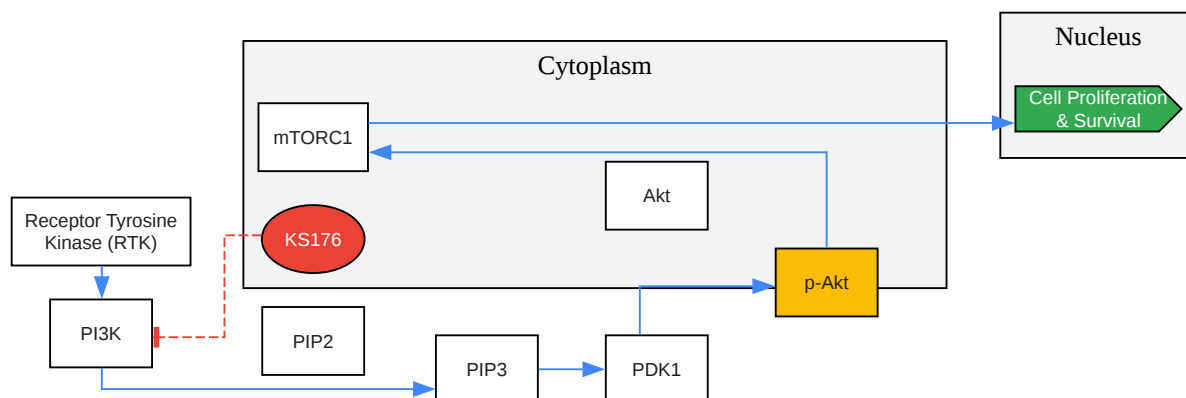 Nucleus
Cytoplasm
Cell Proliferation
& Survival
mTORC1
Akt
Receptor Tyrosine
Kinase (RTK)
KS176
p-Akt
PI3K
PIP2
PIP3
PDK1